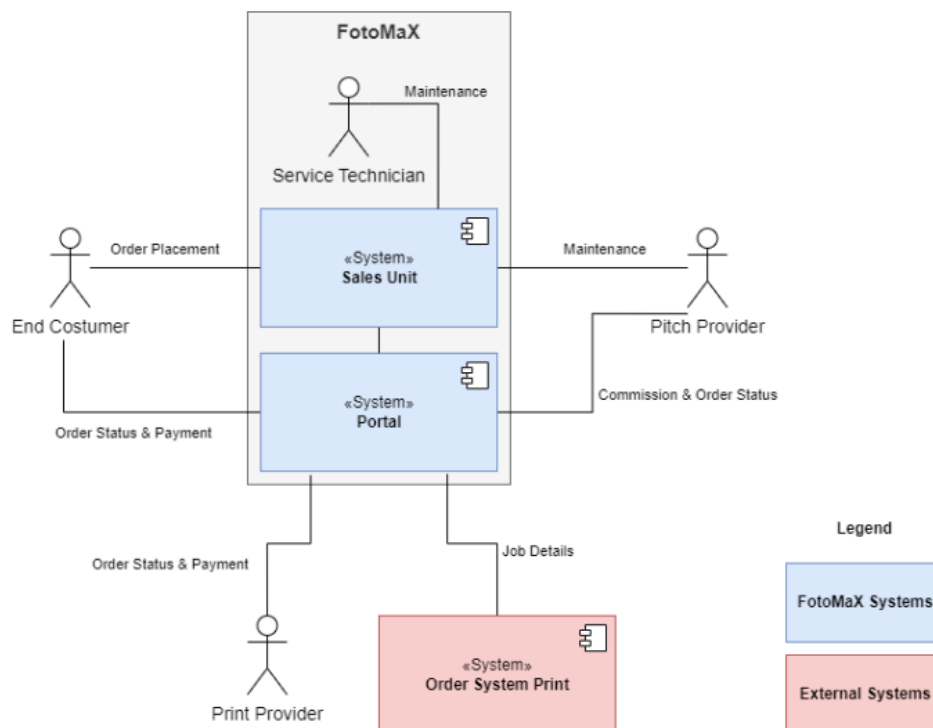 FotoMaX
Maintenance
Service Technician
Order Placement
«System»
Sales Unit
Maintenance
End Costumer
Pitch Provider
«System»
Portal
Commission & Order Status
Order Status & Payment
Legend
Order Status & Payment
Job Details
FotoMaX Systems
«System»
Order System Print
External Systems
Print Provider